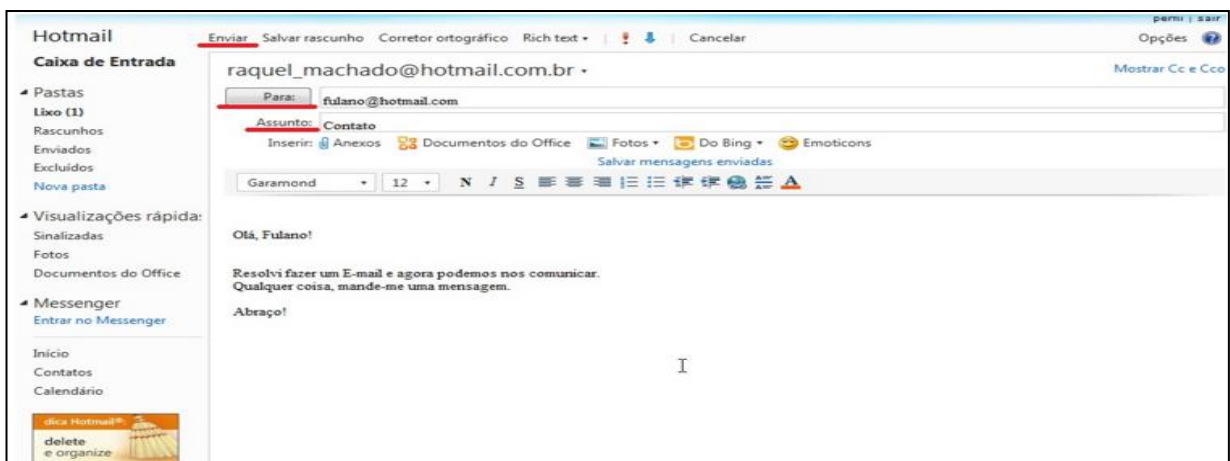 perfil | sair
Hotmail
Enviar Salvar rascunho Corretor ortográfico Rich text Cancelar
Opções
Caixa de Entrada
raquel_machado@hotmail.com.br
Mostrar Cc e Cco
Pastas
Para: fulano@hotmail.com
Lixo (1)
Assunto: Contato
Rascunhos
Inserir: Anexos Documentos do Office Fotos Do Bing Emoticons
Enviados
Salvar mensagens enviadas
Excluídos
Garamond 12 N I S A
Nova pasta
Visualizações rápida
Sinalizadas
Olá, Fulano!
Fotos
Documentos do Office
Resolvi fazer um E-mail e agora podemos nos comunicar.
Qualquer coisa, mande-me uma mensagem.
Messenger
Abraço!
Entrar no Messenger
Início
Contatos
Calendário
dica Hotmail®:
delete
e organize